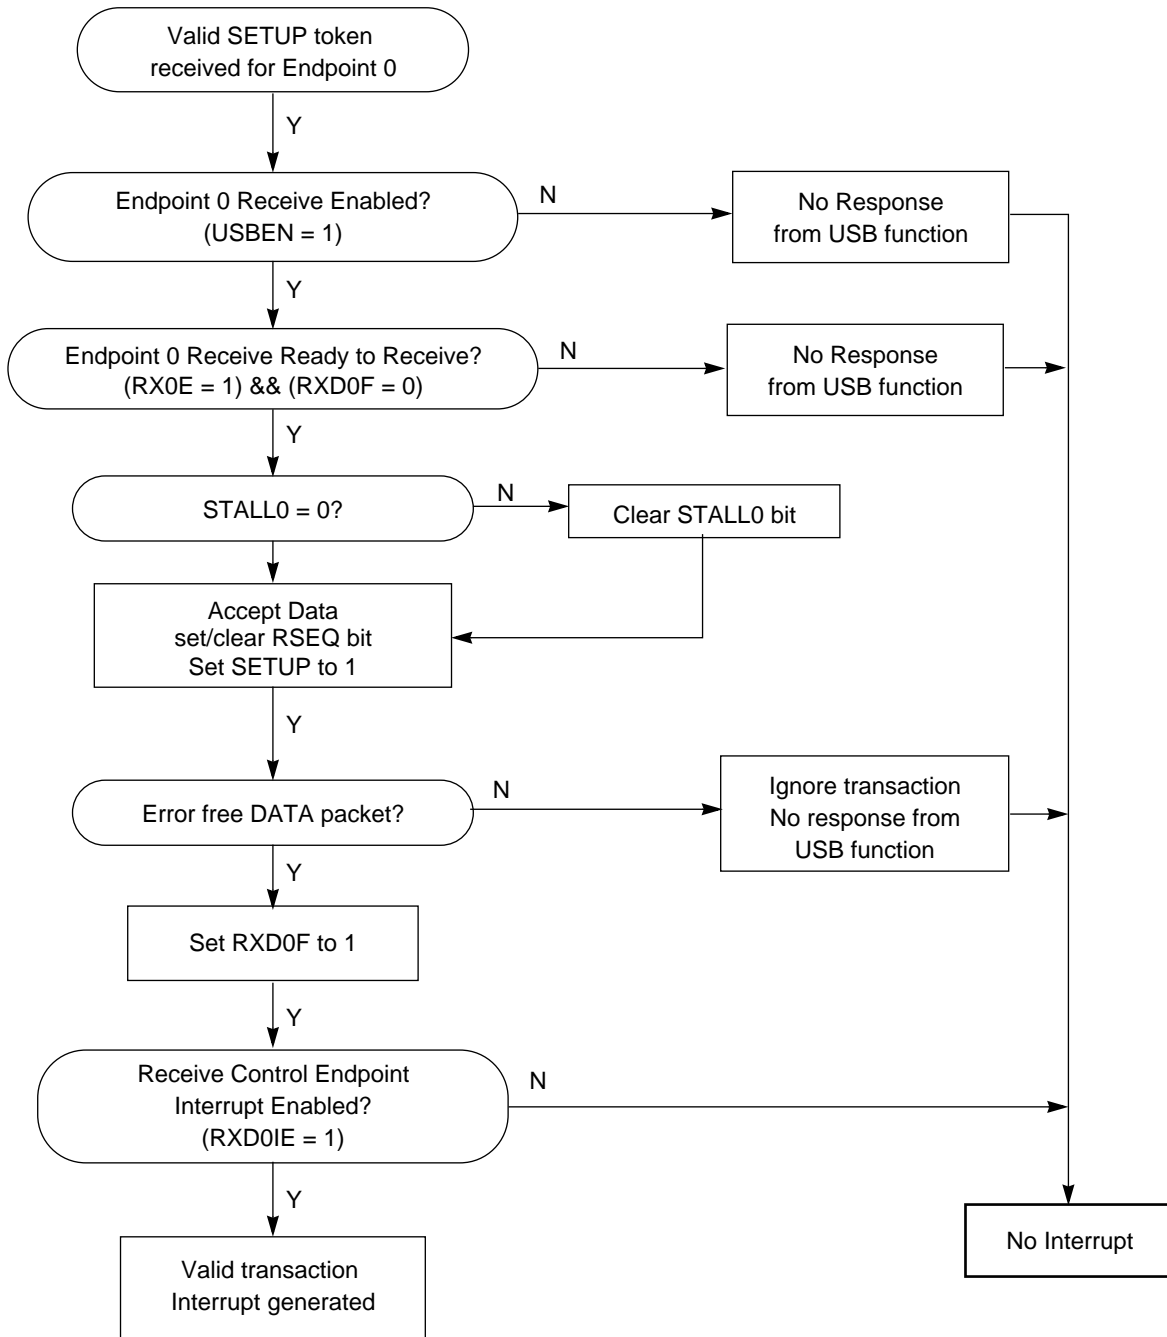 Valid SETUP token
received for Endpoint 0
Y
Endpoint 0 Receive Enabled?
(USBEN = 1)
N
No Response
from USB function
Y
Endpoint 0 Receive Ready to Receive?
(RX0E = 1) && (RXD0F = 0)
N
No Response
from USB function
Y
STALL0 = 0?
N
Clear STALL0 bit
Accept Data
set/clear RSEQ bit
Set SETUP to 1
Y
Error free DATA packet?
N
Ignore transaction
No response from
USB function
Y
Set RXD0F to 1
Y
Receive Control Endpoint
Interrupt Enabled?
(RXD0IE = 1)
N
Y
No Interrupt
Valid transaction
Interrupt generated